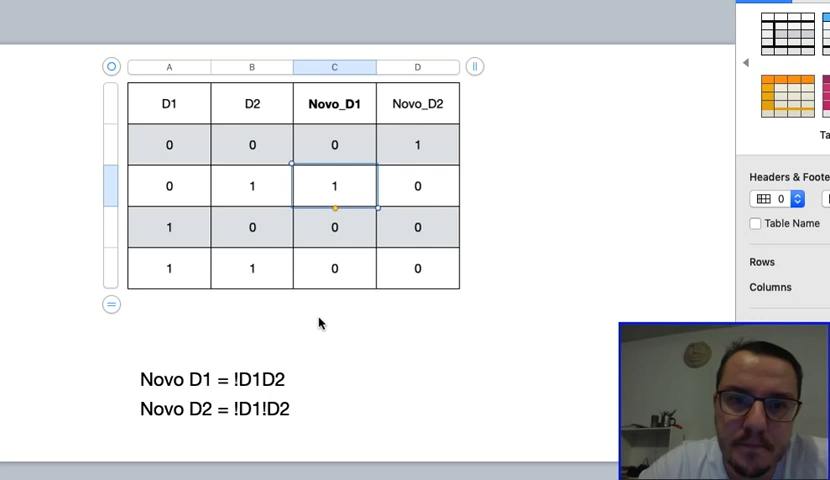 A B C D
D1 D2 Novo_D1 Novo_D2
0 0 0 1
0 1 1 0
1 0 0 0
1 1 0 0
Novo D1 = !D1D2
Novo D2 = !D1!D2
Ta
Headers & Foote
0
Table Name
Rows
Columns